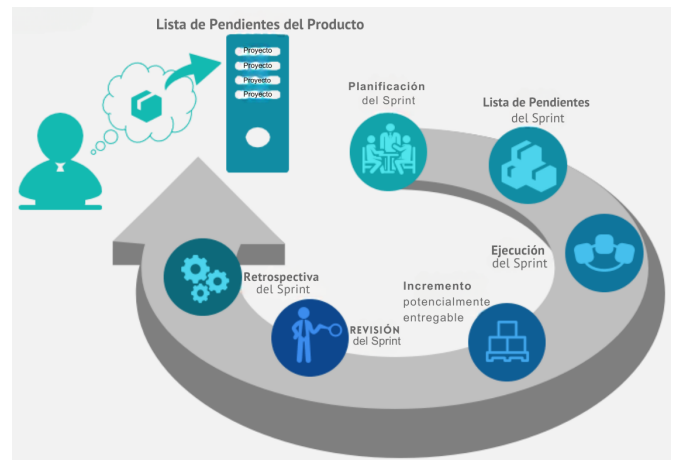 Lista de Pendientes del Producto
Proyecto
Proyecto
Proyecto
Proyecto
Planificación
del Sprint
Lista de Pendientes
del Sprint
Ejecución
del Sprint
Incremento
potencialmente
entregable
REVISIÓN
del Sprint
Retrospectiva
del Sprint